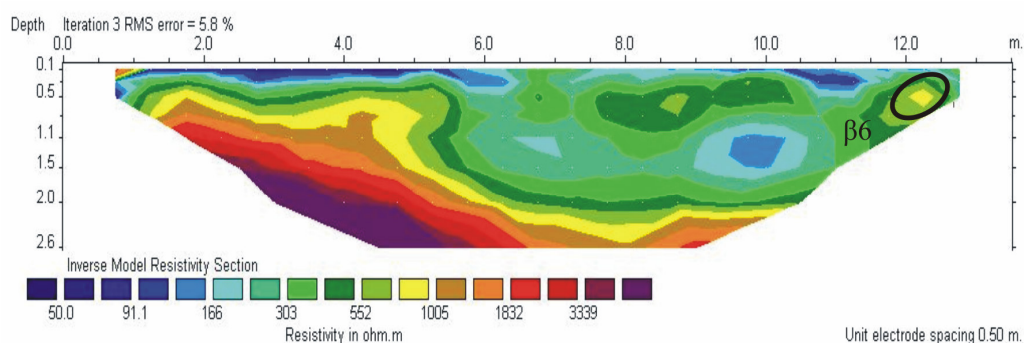 Depth Iteration 3 RMS error = 5.8 %
0.0 2.0 4.0 6.0 8.0 10.0 12.0 m.
0.1
0.5
1.1
1.5
2.0
2.6
β6
Inverse Model Resistivity Section
50.0 91.1 166 303 552 1005 1832 3339
Resistivity in ohm.m
Unit electrode spacing 0.50 m.